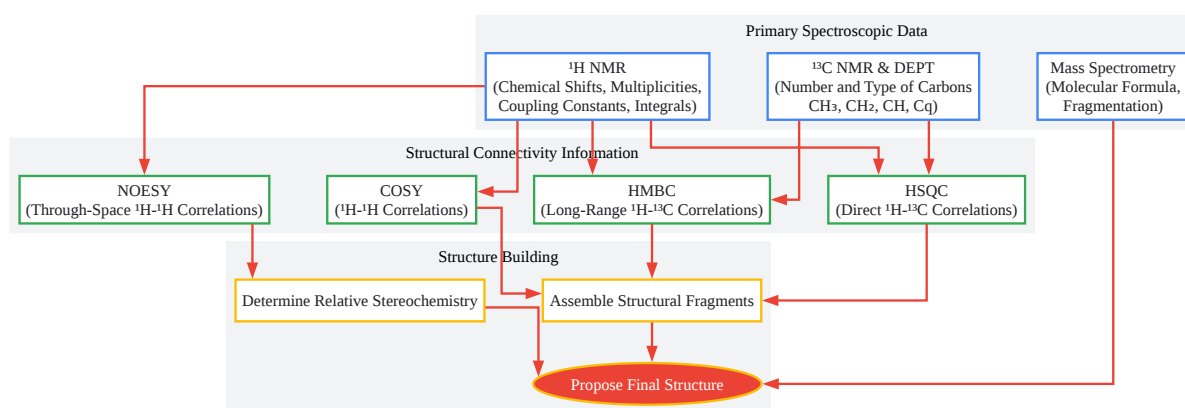 Primary Spectroscopic Data
¹H NMR
(Chemical Shifts, Multiplicities,
Coupling Constants, Integrals)
¹³C NMR & DEPT
(Number and Type of Carbons
CH₃, CH₂, CH, Cq)
Mass Spectrometry
(Molecular Formula,
Fragmentation)
Structural Connectivity Information
NOESY
(Through-Space ¹H-¹H Correlations)
COSY
(¹H-¹H Correlations)
HMBC
(Long-Range ¹H-¹³C Correlations)
HSQC
(Direct ¹H-¹³C Correlations)
Structure Building
Determine Relative Stereochemistry
Assemble Structural Fragments
Propose Final Structure